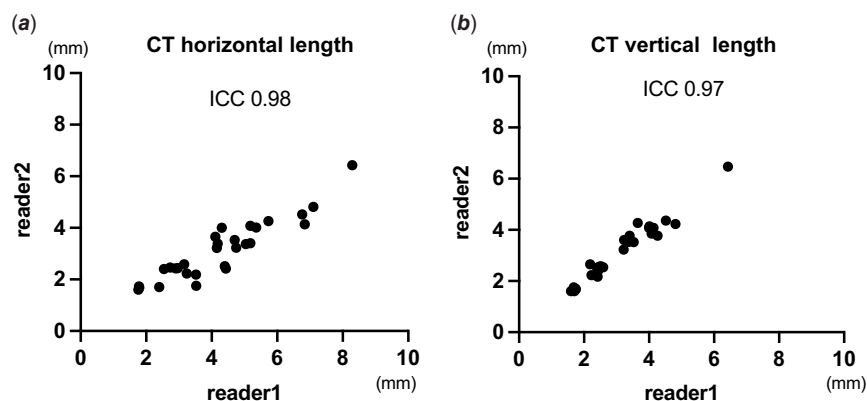 (a)
(mm)
CT horizontal length
ICC 0.98
reader2
10
8
6
4
2
0
0 2 4 6 8 10
reader1
(mm)
(b)
(mm)
CT vertical length
ICC 0.97
reader2
10
8
6
4
2
0
0 2 4 6 8 10
reader1
(mm)